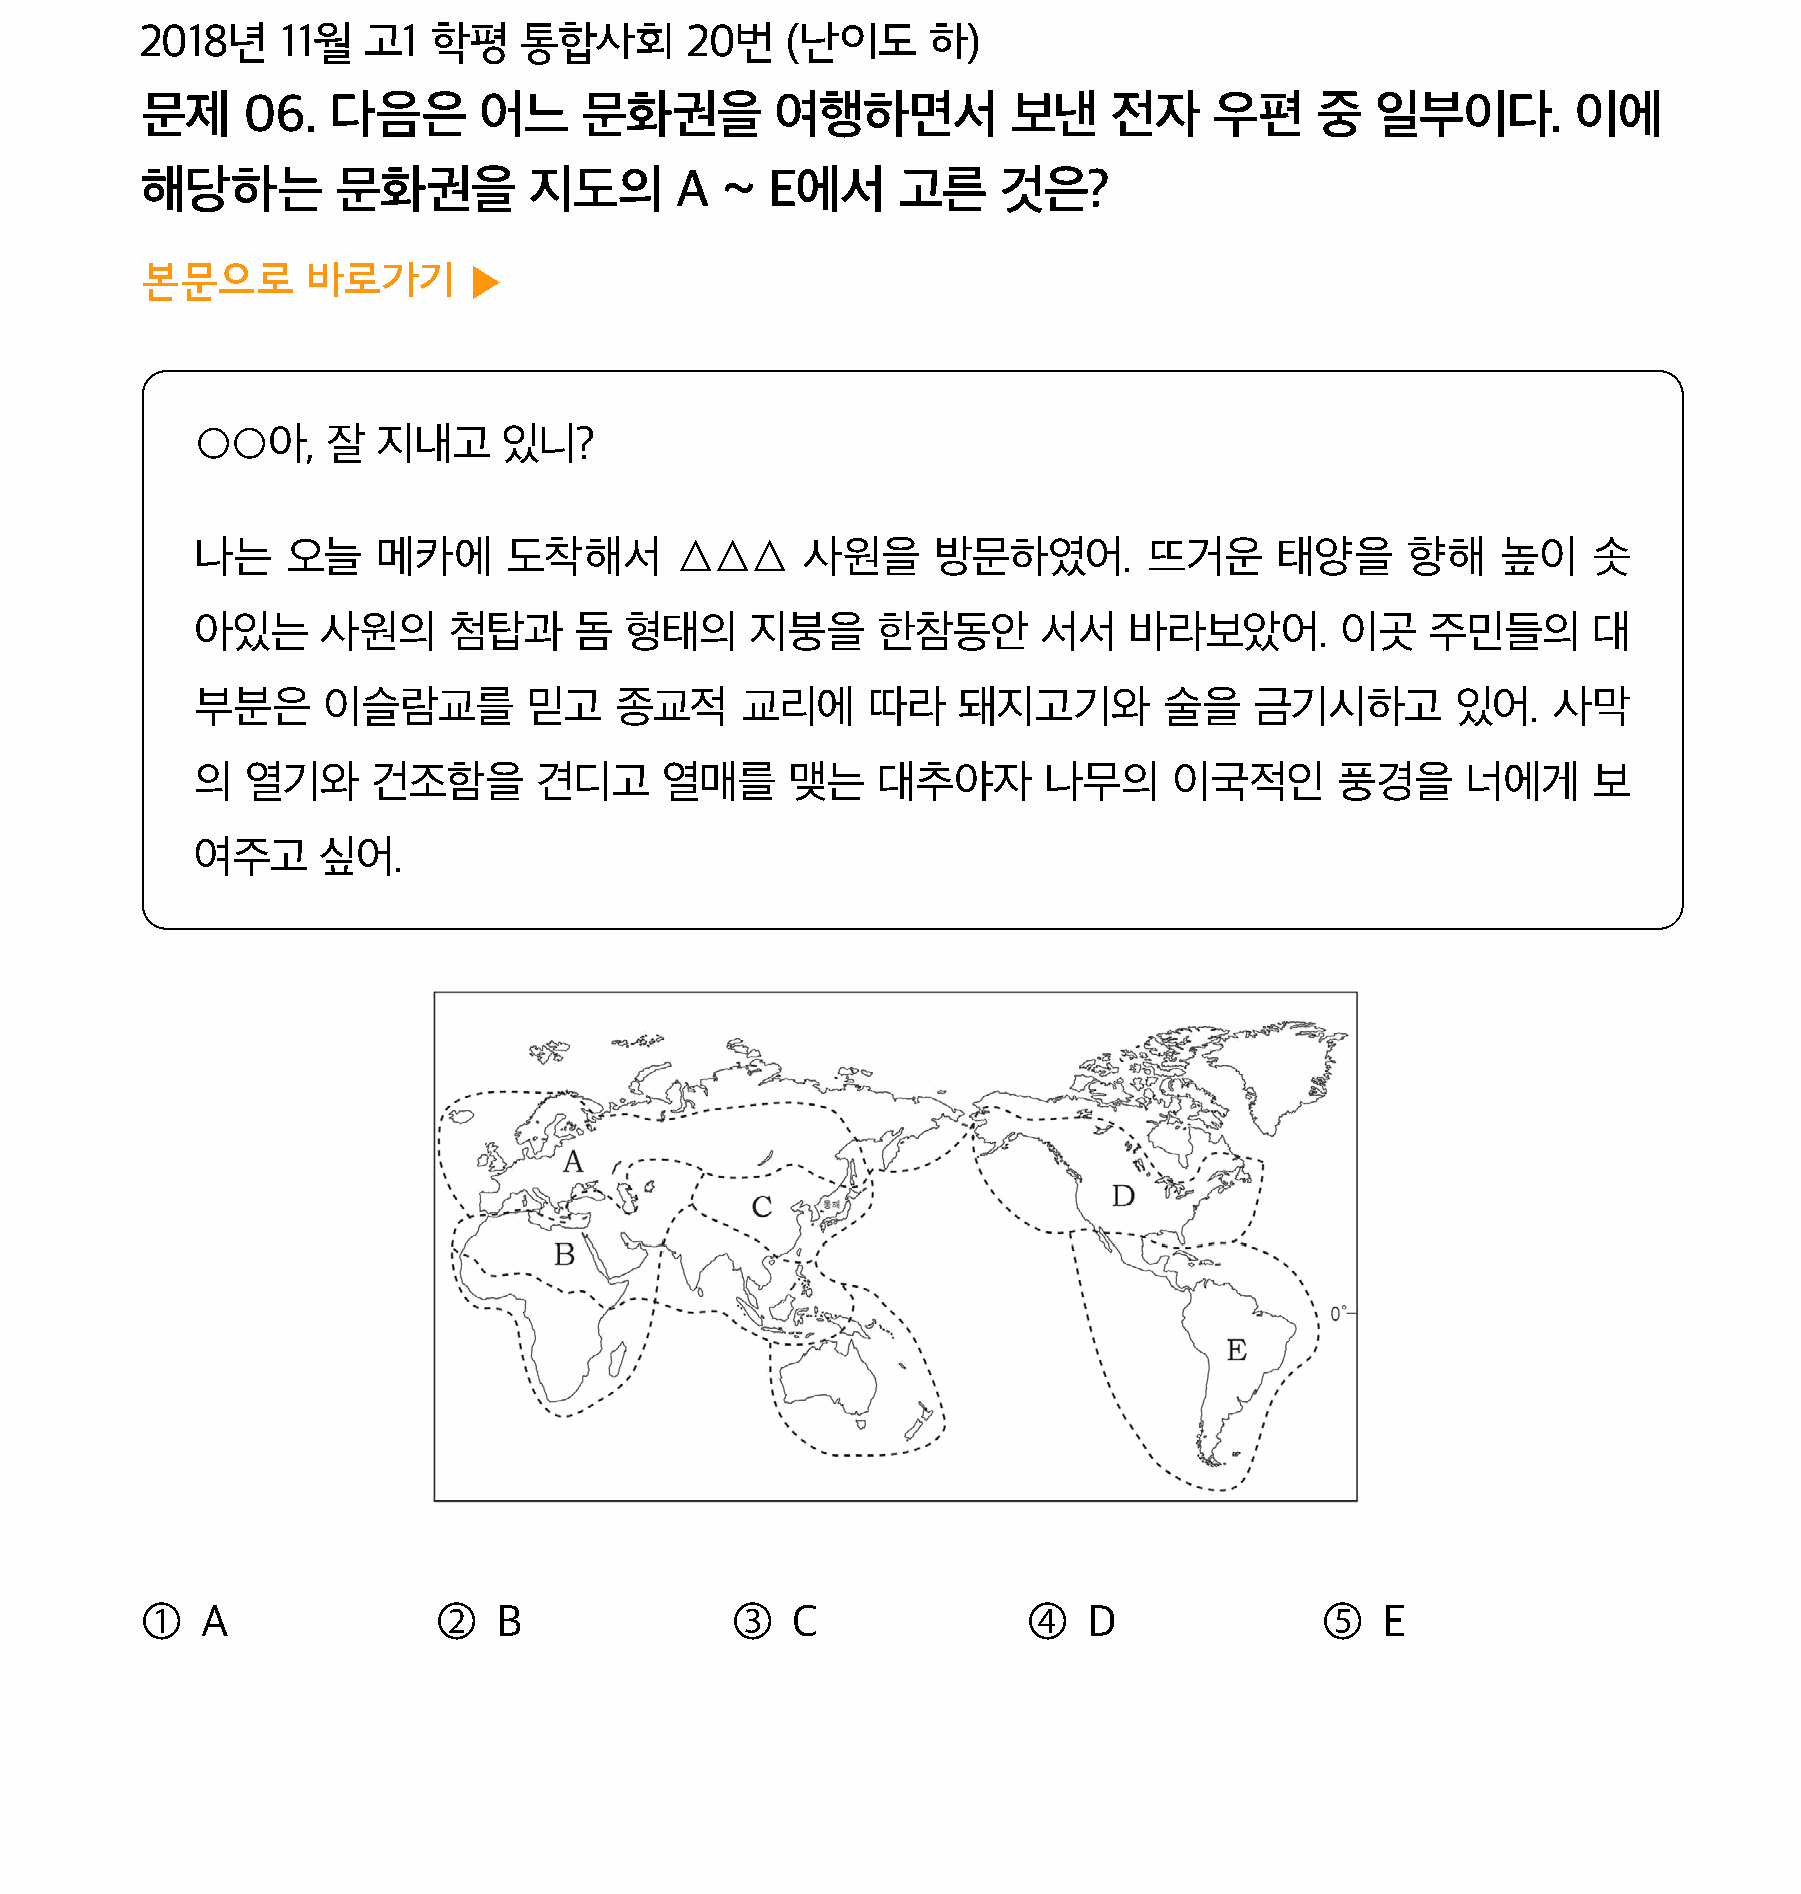 2018년 11월 고1 학평 통합사회 20번 (난이도 하)
문제 06. 다음은 어느 문화권을 여행하면서 보낸 전자 우편 중 일부이다. 이에
해당하는 문화권을 지도의 A ~ E에서 고른 것은?
본문으로 바로가기 ▶
○○아, 잘 지내고 있니?
나는 오늘 메카에 도착해서 △△△ 사원을 방문하였어. 뜨거운 태양을 향해 높이 솟
아있는 사원의 첨탑과 돔 형태의 지붕을 한참동안 서서 바라보았어. 이곳 주민들의 대
부분은 이슬람교를 믿고 종교적 교리에 따라 돼지고기와 술을 금기시하고 있어. 사막
의 열기와 건조함을 견디고 열매를 맺는 대추야자 나무의 이국적인 풍경을 너에게 보
여주고 싶어.
A
D
C
동해
B
0°
E
① A ② B ③ C ④ D ⑤ E